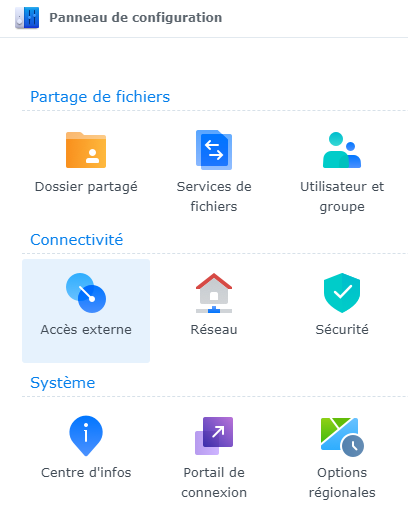 Panneau de configuration
Partage de fichiers
Dossier partagé
Services de
fichiers
Utilisateur et
groupe
Connectivité
Accès externe
Réseau
Sécurité
Système
Centre d'infos
Portail de
connexion
Options
régionales